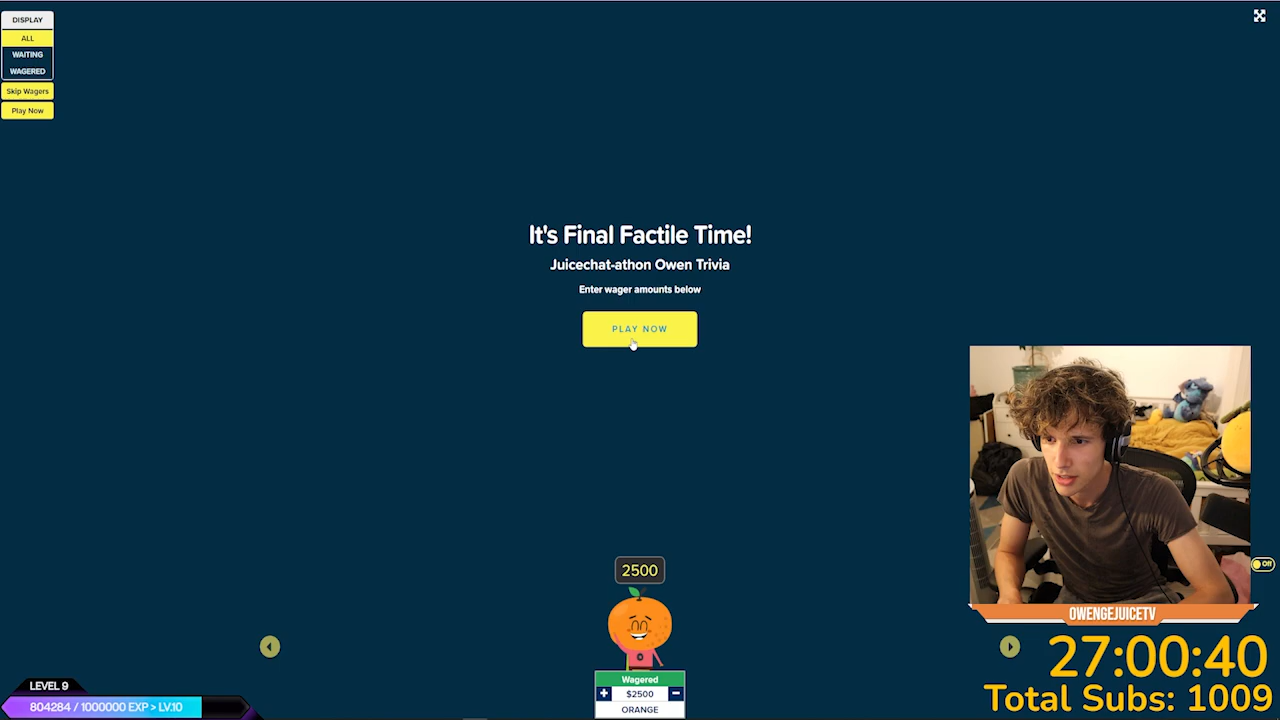 DISPLAY
ALL
WAITING
WAGERED
Skip Wagers
Play Now
It's Final Factile Time!
Juicechat-athon Owen Trivia
Enter wager amounts below
PLAY NOW
2500
Wagered
+ $2500 −
ORANGE
Off
OWENGEJUICETV
27:00:40
Total Subs: 1009
LEVEL 9
804284 / 1000000 EXP > LV.10